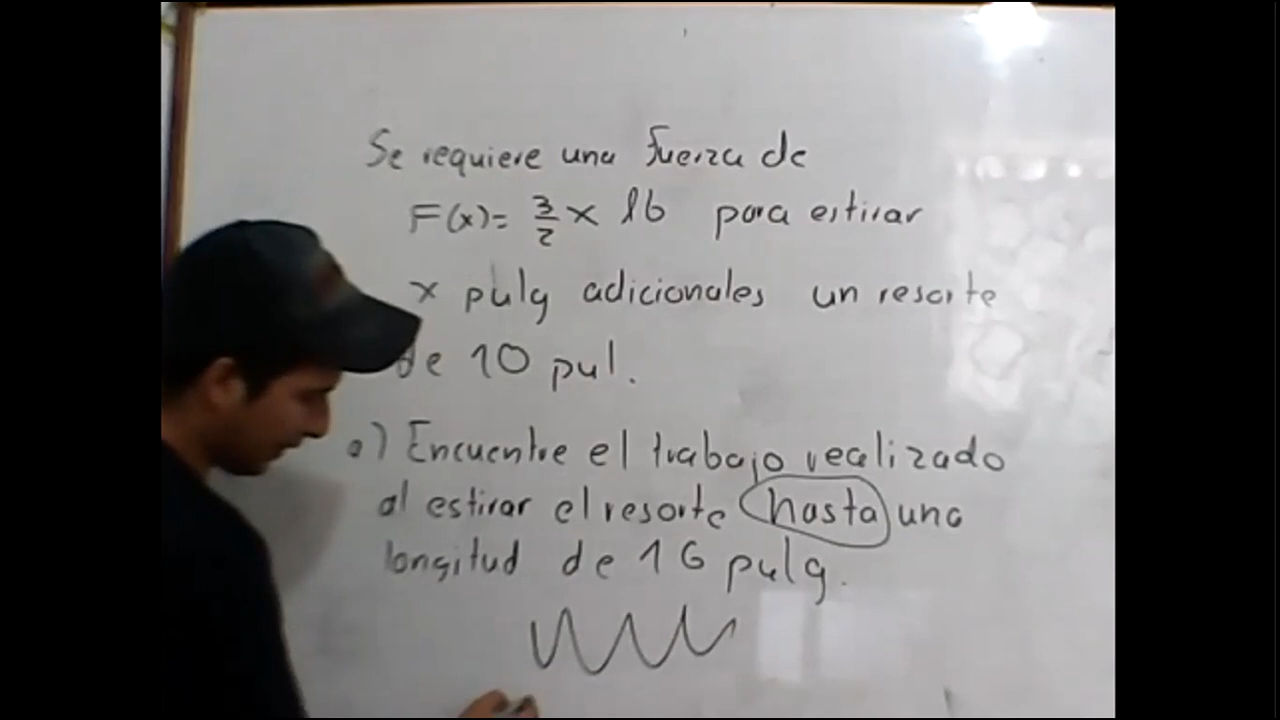 Se requiere una fuerza de
F(x)= 3/2 x lb para estirar
x pulg adicionales un resorte
de 10 pul.
a) Encuentre el trabajo realizado
al estirar el resorte hasta una
longitud de 16 pulg.